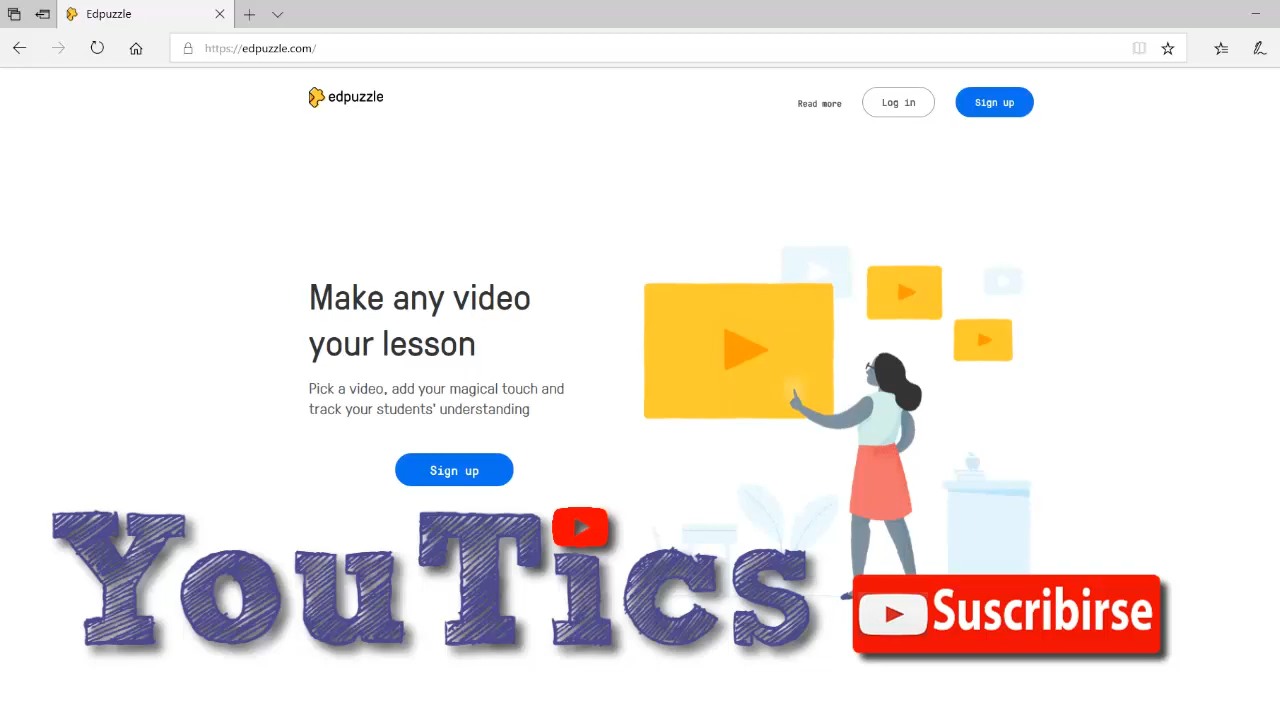 Edpuzzle
https://edpuzzle.com/
edpuzzle
Read more
Log in
Sign up
Make any video
your lesson
Pick a video, add your magical touch and
track your students' understanding
Sign up
YouTics
Suscribirse